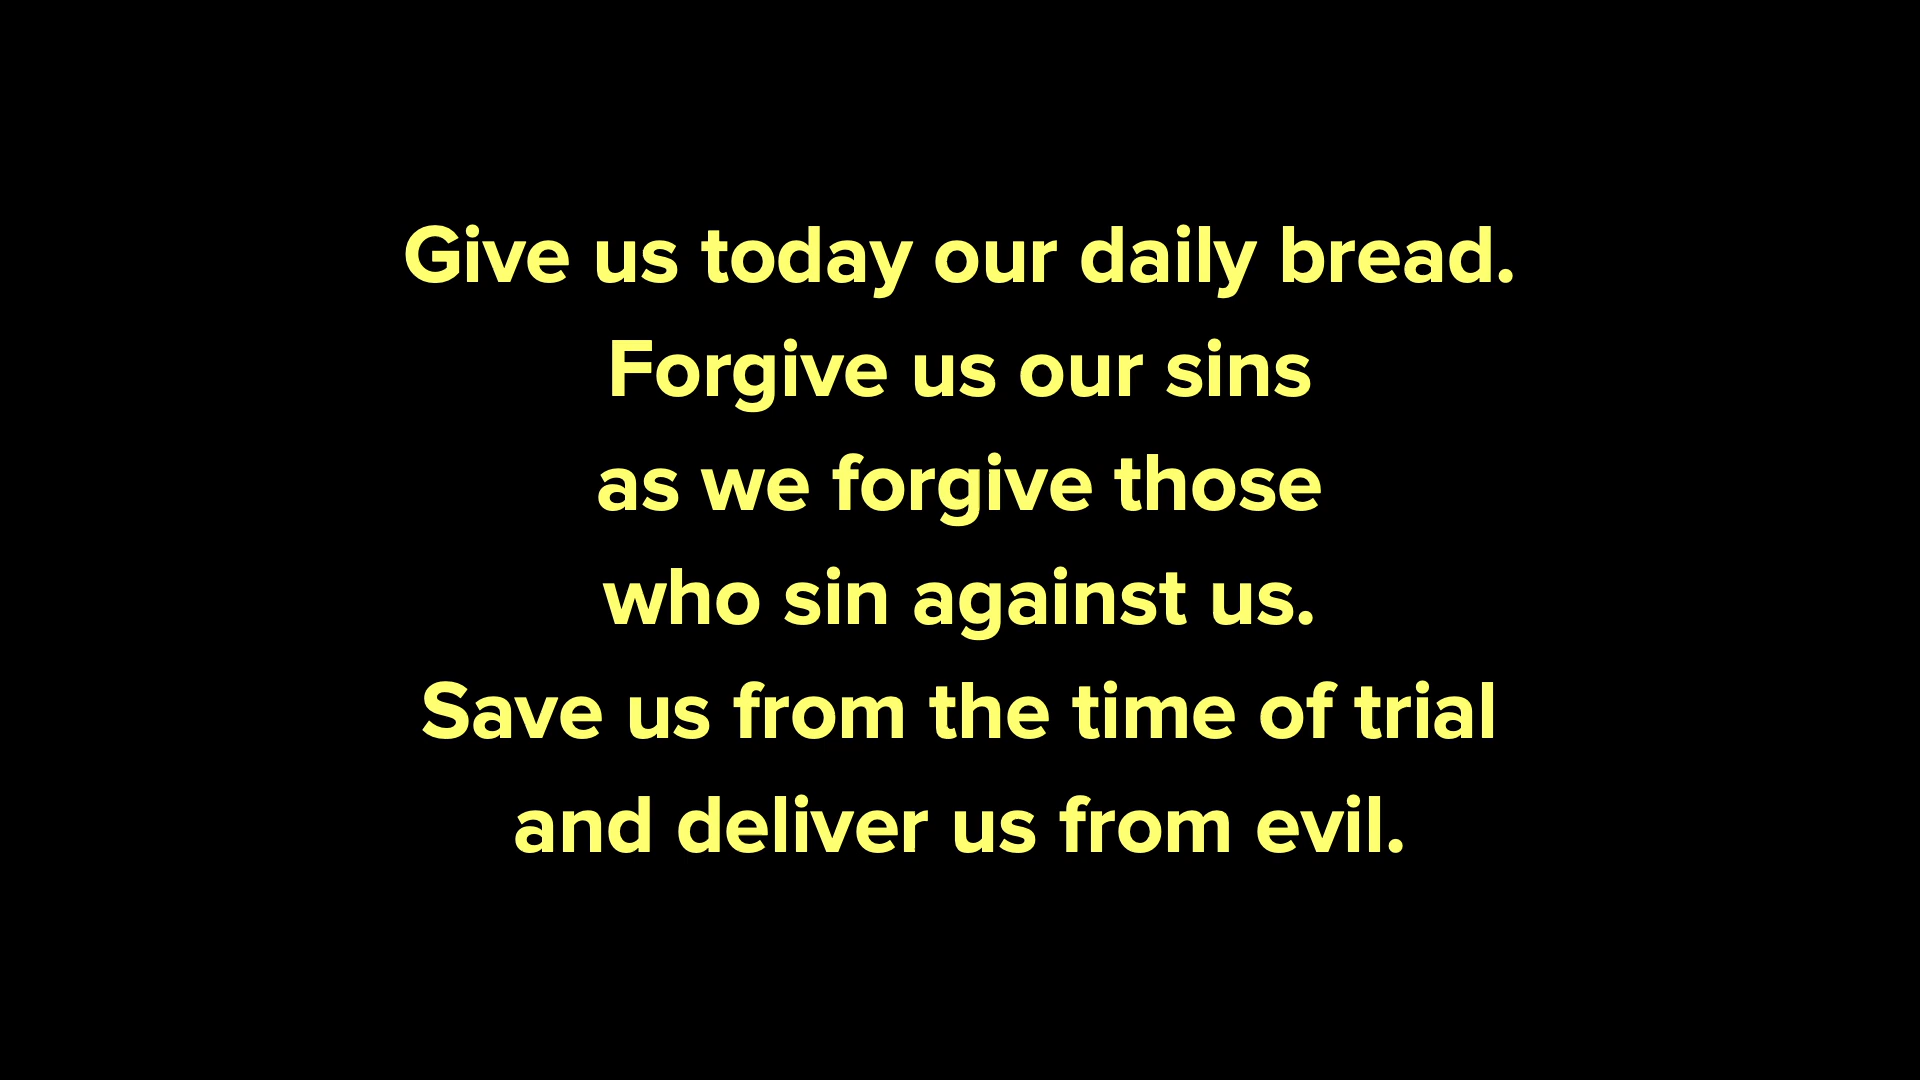 Give us today our daily bread.
Forgive us our sins
as we forgive those
who sin against us.
Save us from the time of trial
and deliver us from evil.